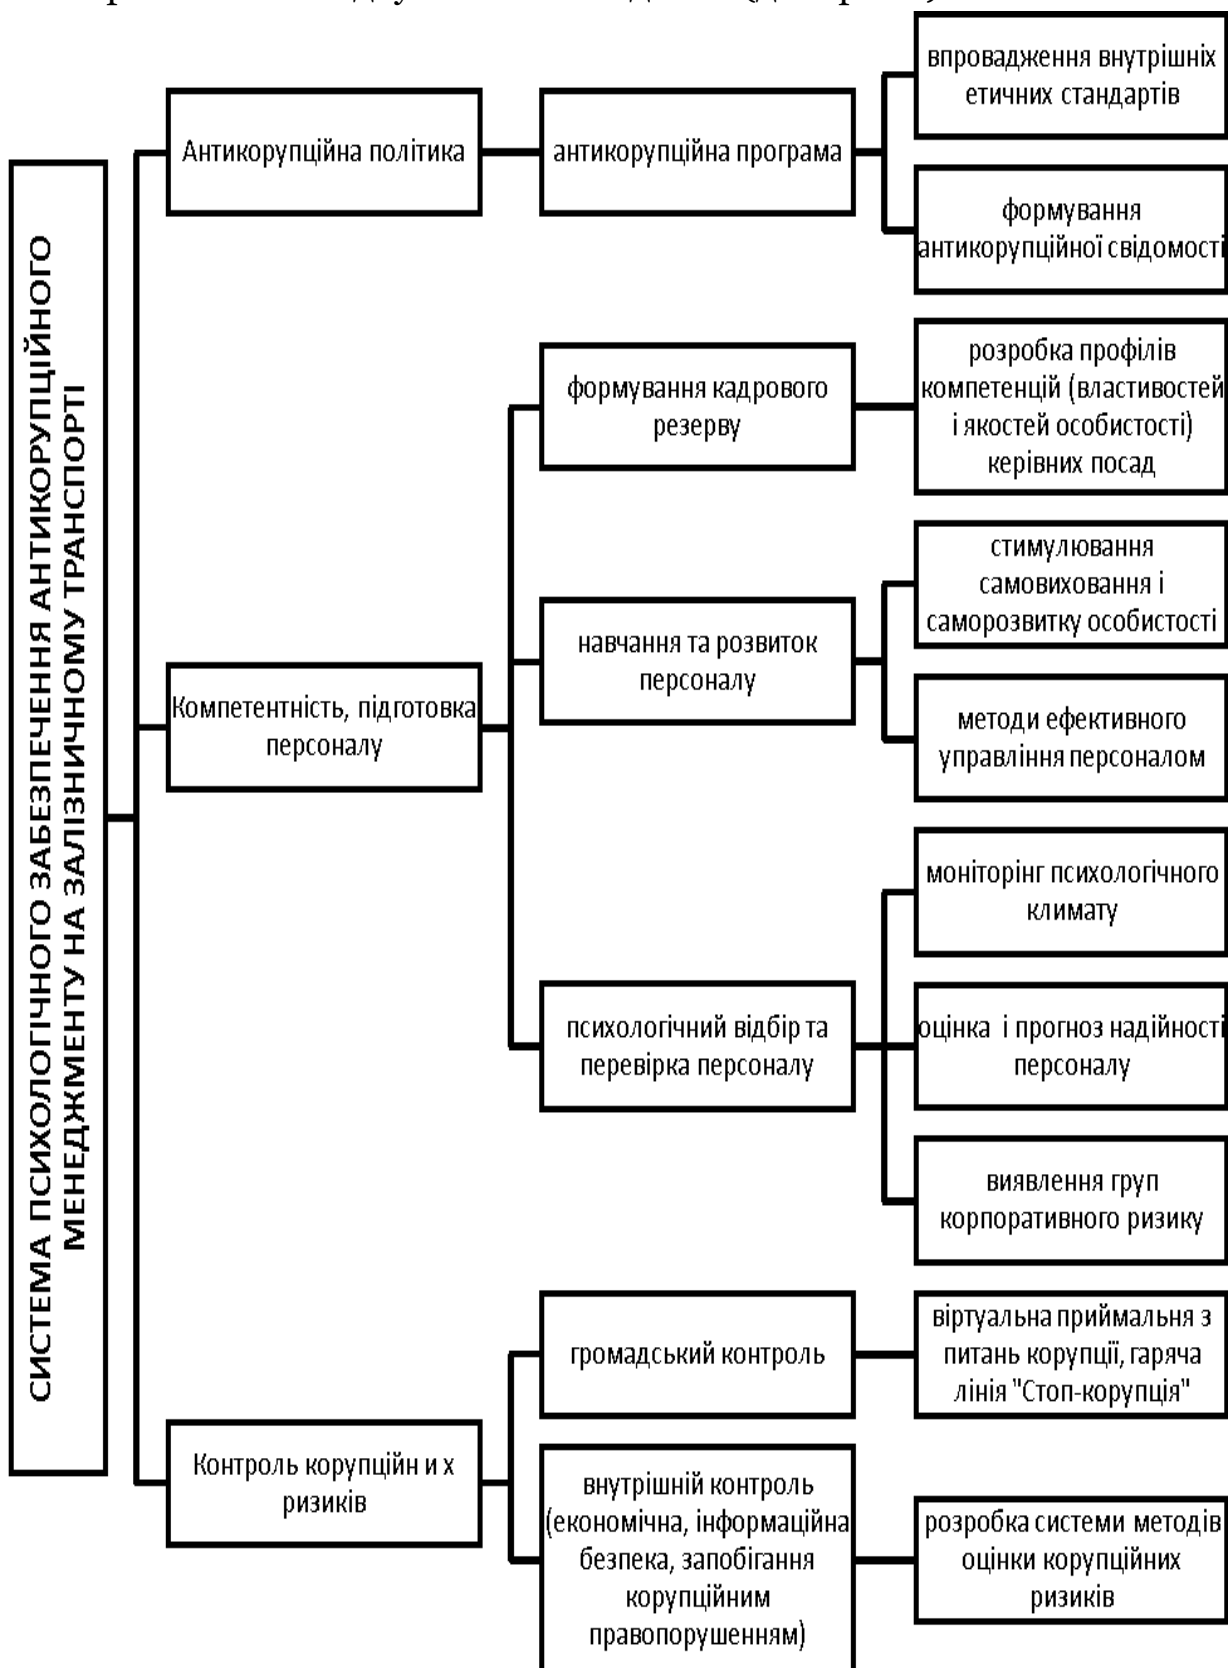 СИСТЕМА ПСИХОЛОГІЧНОГО ЗАБЕЗПЕЧЕННЯ АНТИКОРУПЦІЙНОГО
МЕНЕДЖМЕНТУ НА ЗАЛІЗНИЧНОМУ ТРАНСПОРТІ
Антикорупційна політика
антикорупційна програма
впровадження внутрішніх
етичних стандартів
формування
антикорупційної свідомості
Компетентність, підготовка
персоналу
формування кадрового
резерву
розробка профілів
компетенцій (властивостей
і якостей особистості)
керівних посад
навчання та розвиток
персоналу
стимулювання
самовиховання і
саморозвитку особистості
методи ефективного
управління персоналом
психологічний відбір та
перевірка персоналу
моніторінг психологічного
климату
оцінка і прогноз надійності
персоналу
виявлення груп
корпоративного ризику
Контроль корупційн и х
ризиків
громадський контроль
віртуальна приймальня з
питань корупції, гаряча
лінія "Стоп-корупція"
внутрішній контроль
(економічна, інформаційна
безпека, запобігання
корупційним
правопорушенням)
розробка системи методів
оцінки корупційних
ризиків